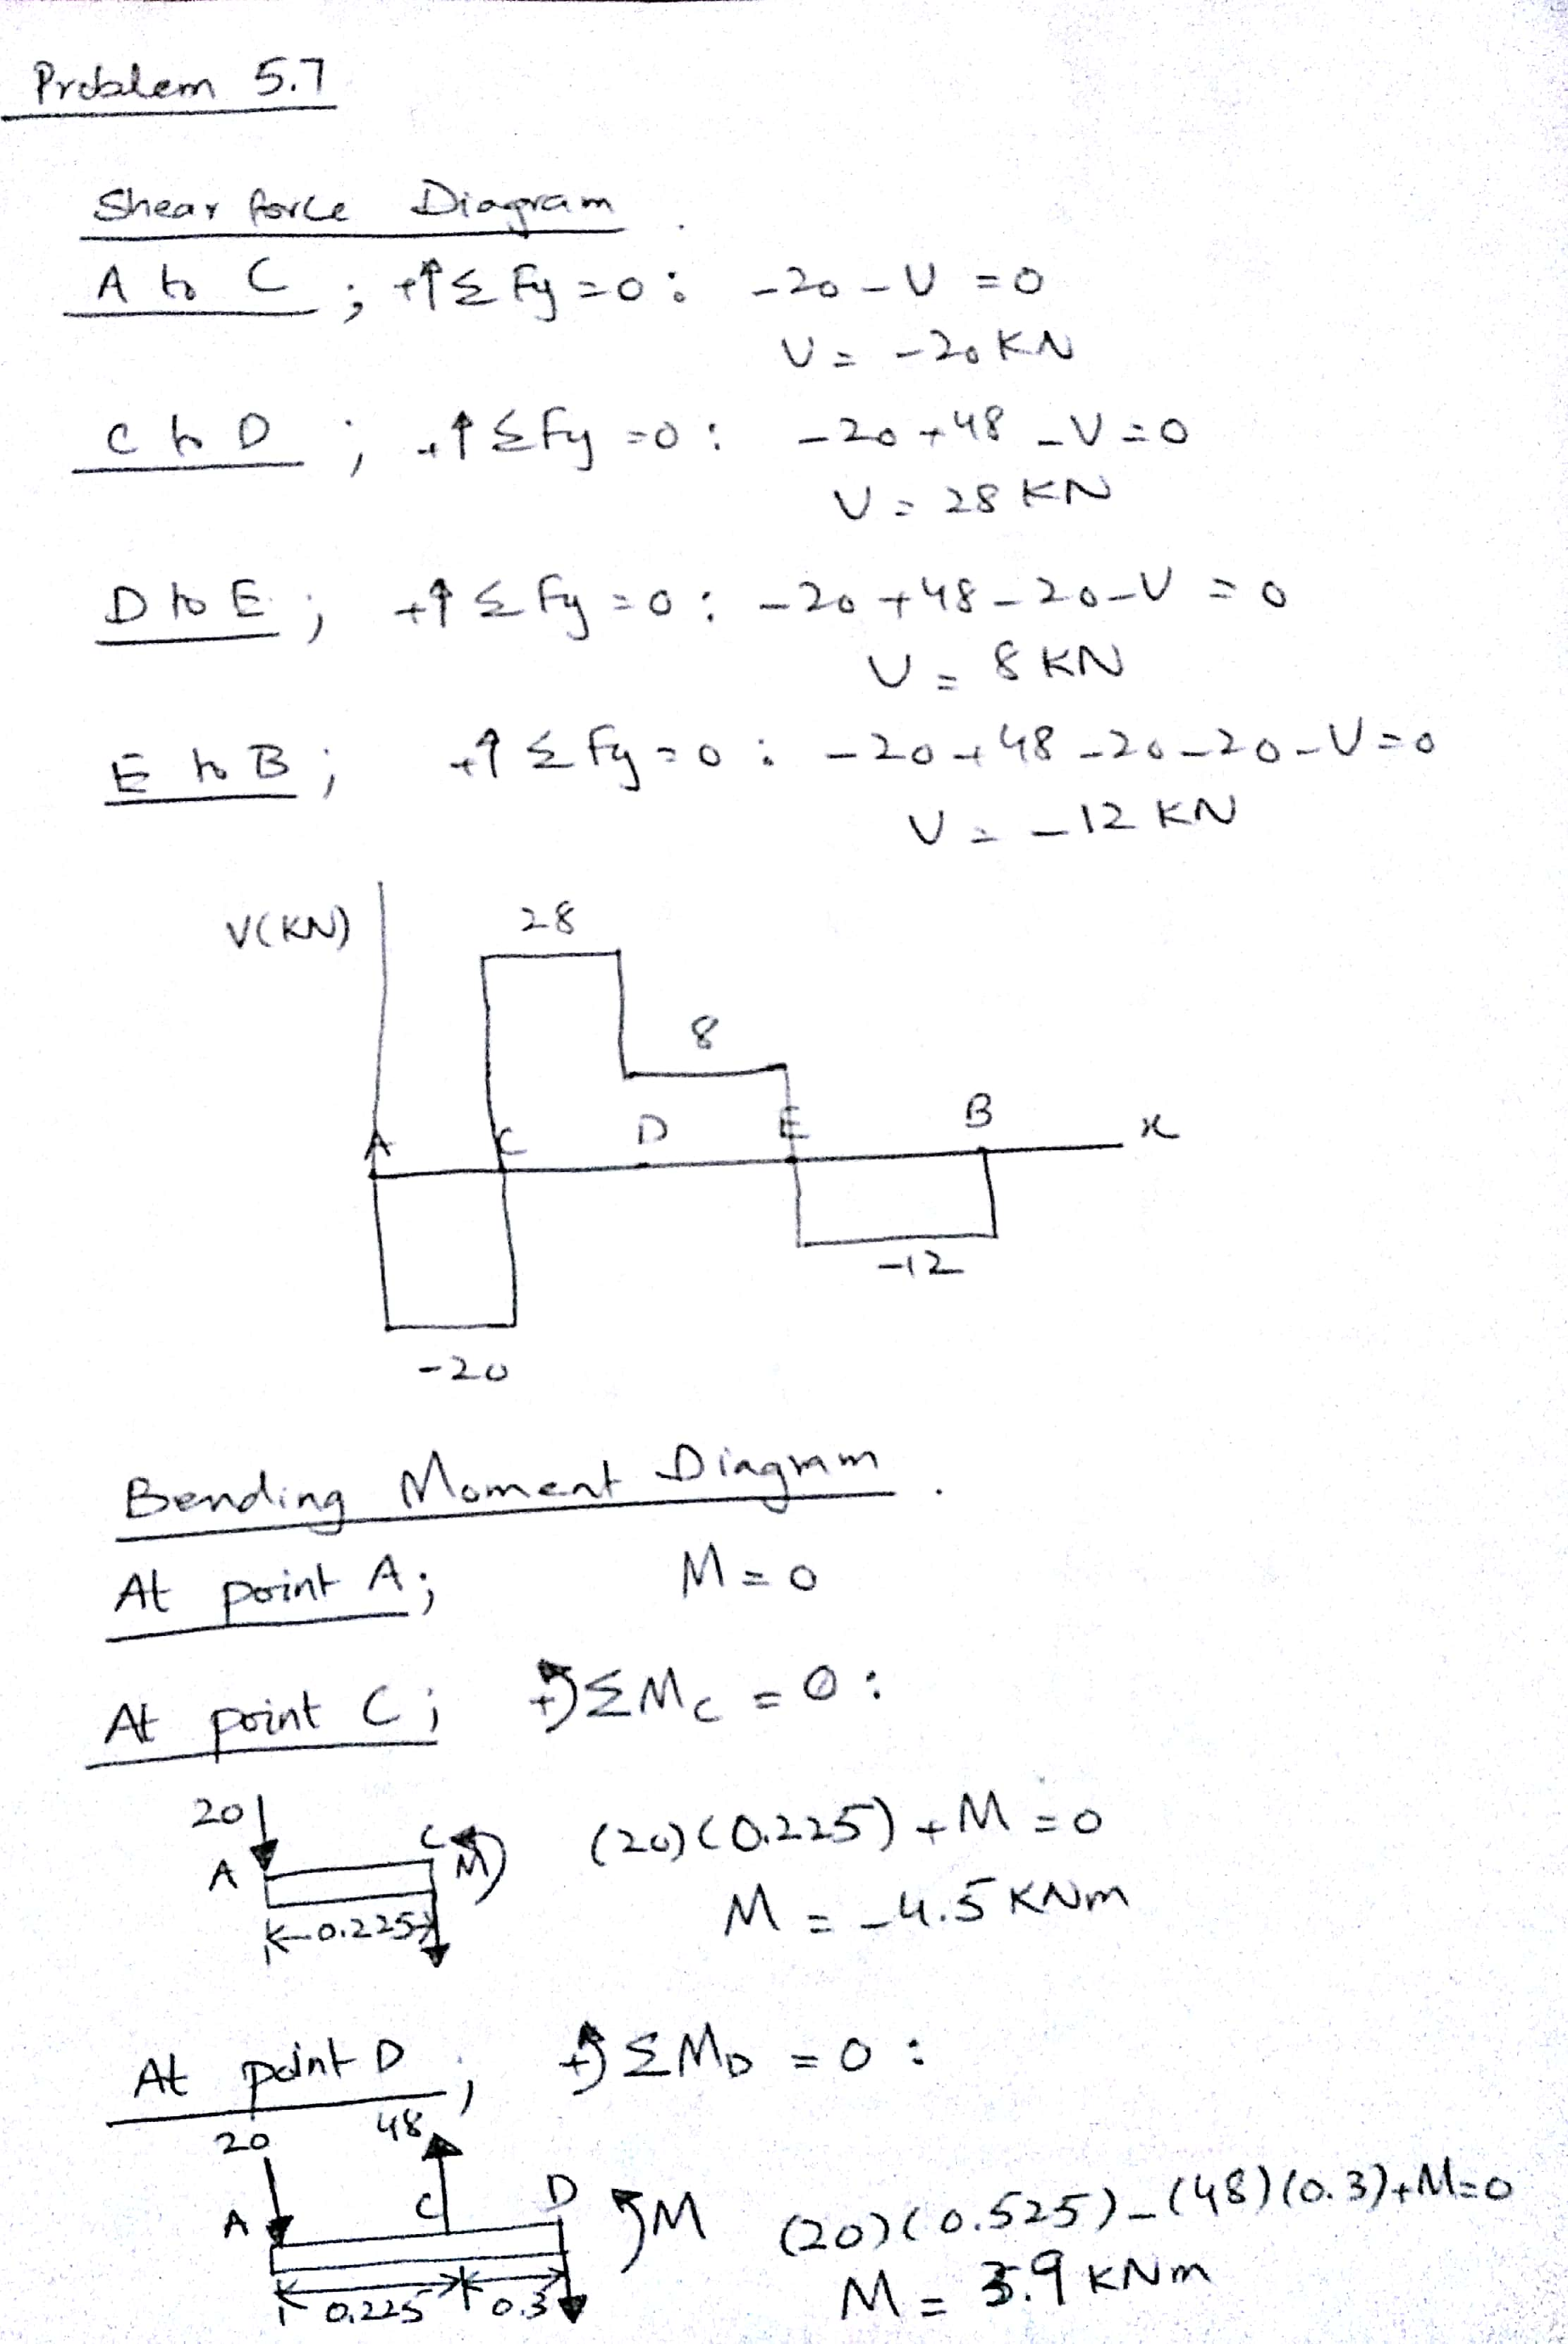 Problem 5.7
Shear force Diagram
A to C ; +↑ Σ Fy = 0 : -20 - V = 0
V = -20 KN
C to D ; +↑ Σ Fy = 0 : -20 + 48 - V = 0
V = 28 KN
D to E ; +↑ Σ Fy = 0 : -20 + 48 - 20 - V = 0
V = 8 KN
E to B ; +↑ Σ Fy = 0 : -20 + 48 - 20 - 20 - V = 0
V = -12 KN
V(KN) 28
8
A C D E B x
-12
-20
Bending Moment Diagram
At point A ; M = 0
At point C ; +↺ Σ Mc = 0 :
20 C M (20)(0.225) + M = 0
A
0.225 M = -4.5 KNm
At point D ; +↺ Σ MD = 0 :
20 48
A C D M (20)(0.525) - (48)(0.3) + M = 0
0.225 0.3 M = 3.9 KNm